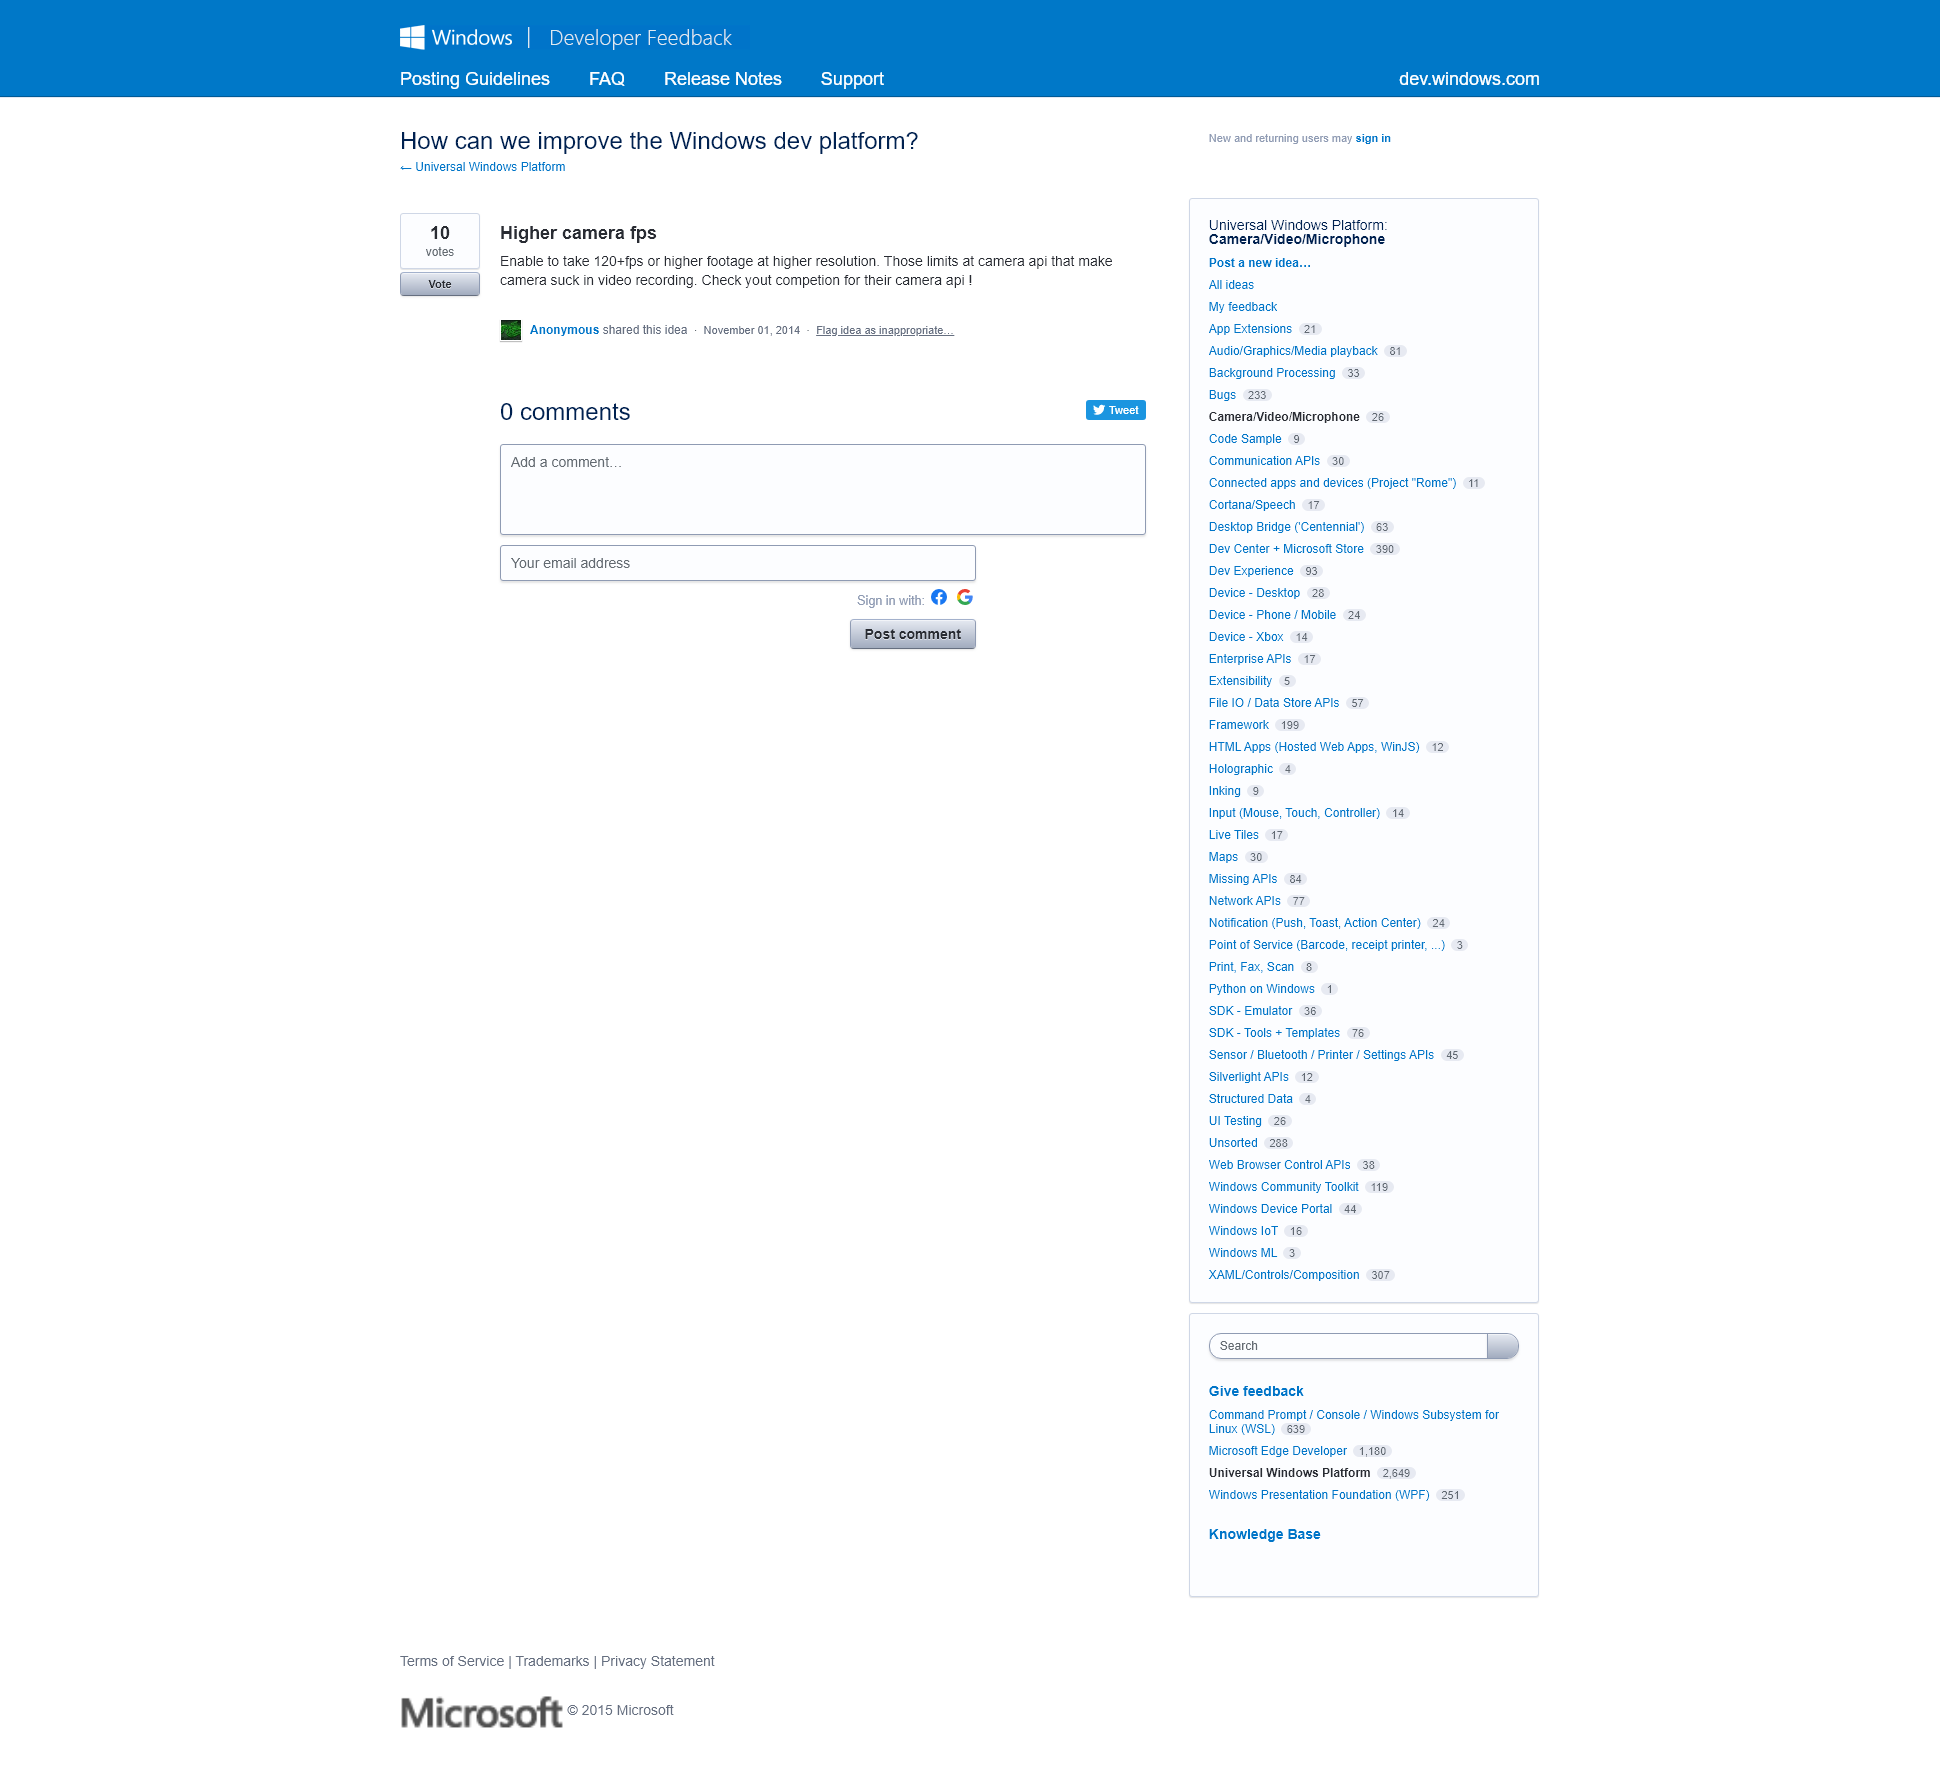 Windows | Developer Feedback
Posting Guidelines FAQ Release Notes Support dev.windows.com
How can we improve the Windows dev platform?
← Universal Windows Platform
New and returning users may sign in
10
votes
Vote
Higher camera fps
Enable to take 120+fps or higher footage at higher resolution. Those limits at camera api that make
camera suck in video recording. Check yout competion for their camera api !
Anonymous shared this idea · November 01, 2014 · Flag idea as inappropriate…
0 comments
Tweet
Add a comment…
Your email address
Sign in with:
Post comment
Universal Windows Platform:
Camera/Video/Microphone
Post a new idea…
All ideas
My feedback
App Extensions 21
Audio/Graphics/Media playback 81
Background Processing 33
Bugs 233
Camera/Video/Microphone 26
Code Sample 9
Communication APIs 30
Connected apps and devices (Project "Rome") 11
Cortana/Speech 17
Desktop Bridge ('Centennial') 63
Dev Center + Microsoft Store 390
Dev Experience 93
Device - Desktop 28
Device - Phone / Mobile 24
Device - Xbox 14
Enterprise APIs 17
Extensibility 5
File IO / Data Store APIs 57
Framework 199
HTML Apps (Hosted Web Apps, WinJS) 12
Holographic 4
Inking 9
Input (Mouse, Touch, Controller) 14
Live Tiles 17
Maps 30
Missing APIs 84
Network APIs 77
Notification (Push, Toast, Action Center) 24
Point of Service (Barcode, receipt printer, ...) 3
Print, Fax, Scan 8
Python on Windows 1
SDK - Emulator 36
SDK - Tools + Templates 76
Sensor / Bluetooth / Printer / Settings APIs 45
Silverlight APIs 12
Structured Data 4
UI Testing 26
Unsorted 288
Web Browser Control APIs 38
Windows Community Toolkit 119
Windows Device Portal 44
Windows IoT 16
Windows ML 3
XAML/Controls/Composition 307
Search
Give feedback
Command Prompt / Console / Windows Subsystem for
Linux (WSL) 639
Microsoft Edge Developer 1,180
Universal Windows Platform 2,649
Windows Presentation Foundation (WPF) 251
Knowledge Base
Terms of Service | Trademarks | Privacy Statement
Microsoft © 2015 Microsoft